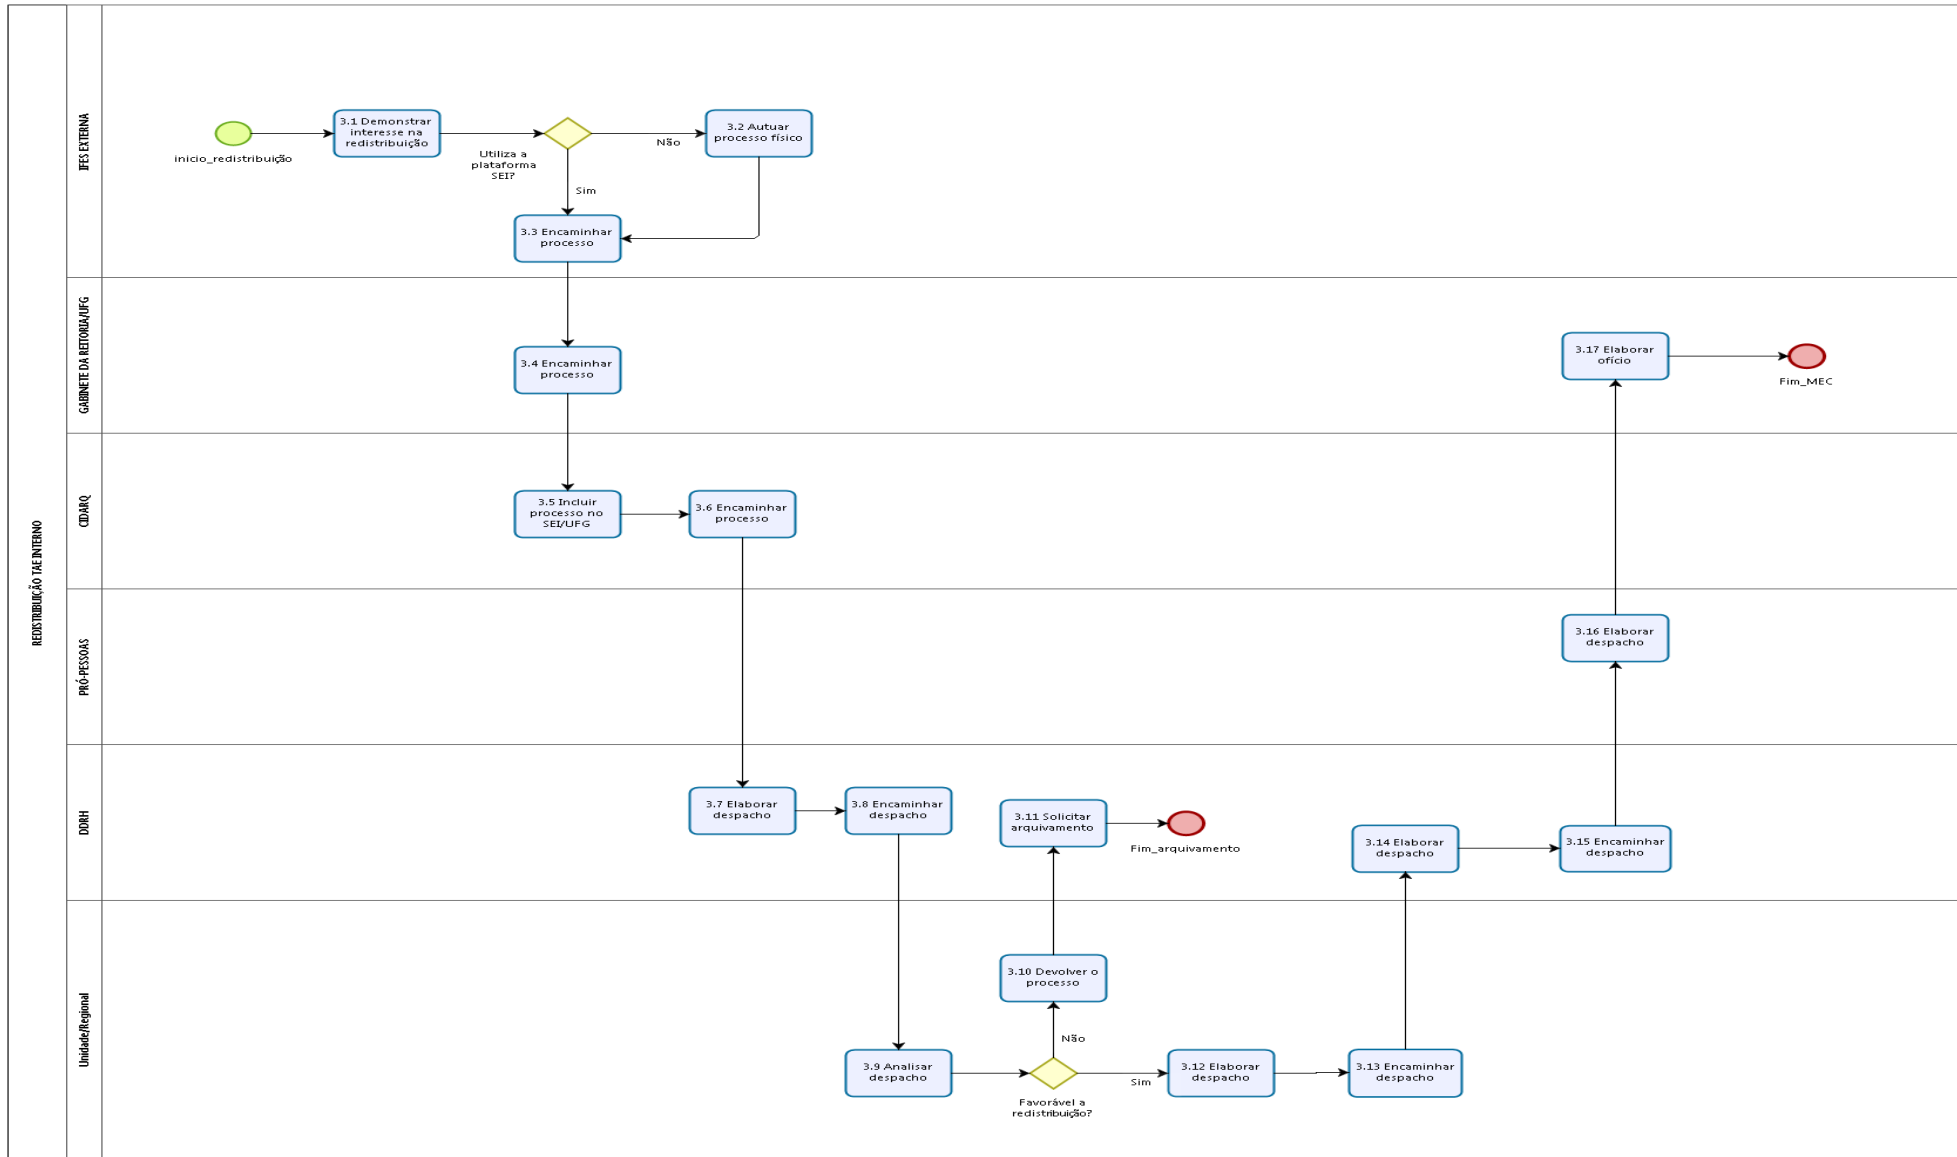 REDISTRIBUIÇÃO TAE INTERNO
IFES EXTERNA
inicio_redistribuição
3.1 Demonstrar
interesse na
redistribuição
Utiliza a
plataforma
SEI?
Não
Sim
3.2 Autuar
processo físico
3.3 Encaminhar
processo
GABINETE DA REITORIA/UFG
3.4 Encaminhar
processo
3.17 Elaborar
ofício
Fim_MEC
CIDARQ
3.5 Incluir
processo no
SEI/UFG
3.6 Encaminhar
processo
PRÓ-PESSOAS
3.16 Elaborar
despacho
DDRH
3.7 Elaborar
despacho
3.8 Encaminhar
despacho
3.11 Solicitar
arquivamento
Fim_arquivamento
3.14 Elaborar
despacho
3.15 Encaminhar
despacho
Unidade/Regional
3.9 Analisar
despacho
3.10 Devolver o
processo
Não
Favorável a
redistribuição?
Sim
3.12 Elaborar
despacho
3.13 Encaminhar
despacho